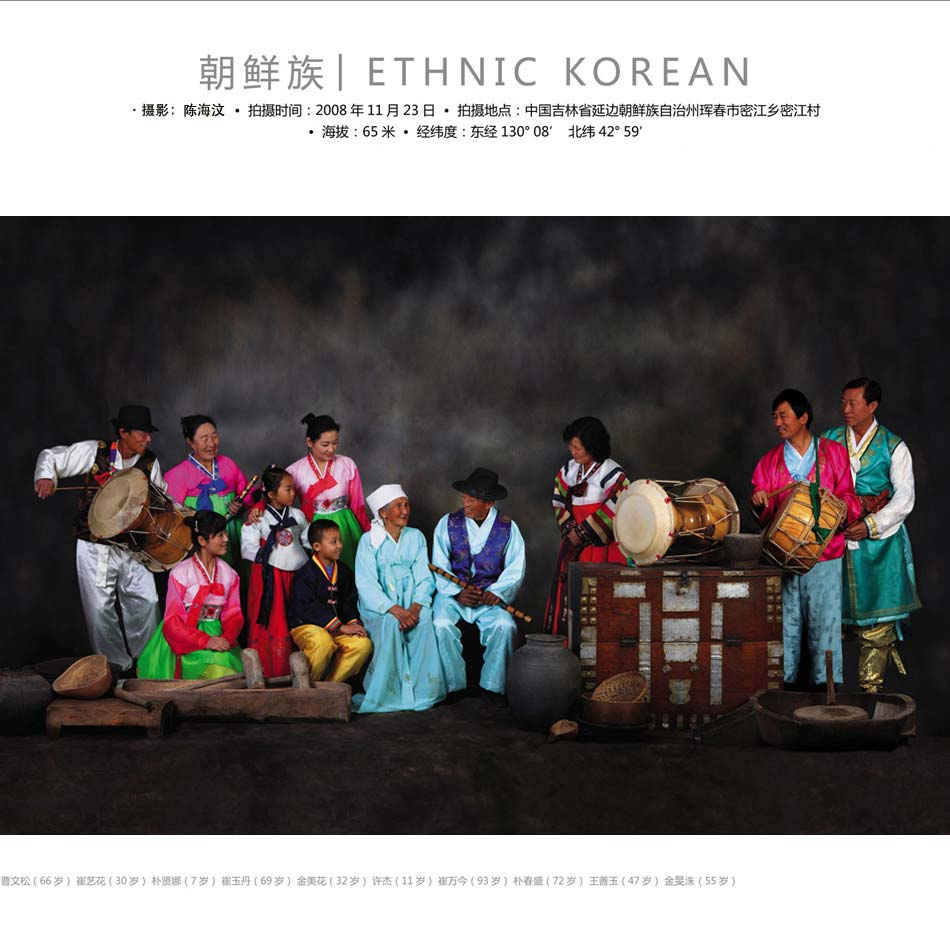 朝鲜族| ETHNIC KOREAN
· 摄影：陈海汶 • 拍摄时间：2008 年 11 月 23 日 • 拍摄地点：中国吉林省延边朝鲜族自治州珲春市密江乡密江村
• 海拔：65 米 • 经纬度：东经 130° 08′ 北纬 42° 59′
曹文松（66 岁） 崔艺花（30 岁） 朴贤娜（7 岁） 崔玉丹（69 岁） 金美花（32 岁） 许杰（11 岁） 崔万今（93 岁） 朴春盛（72 岁） 王善玉（47 岁） 金旻洙（55 岁）